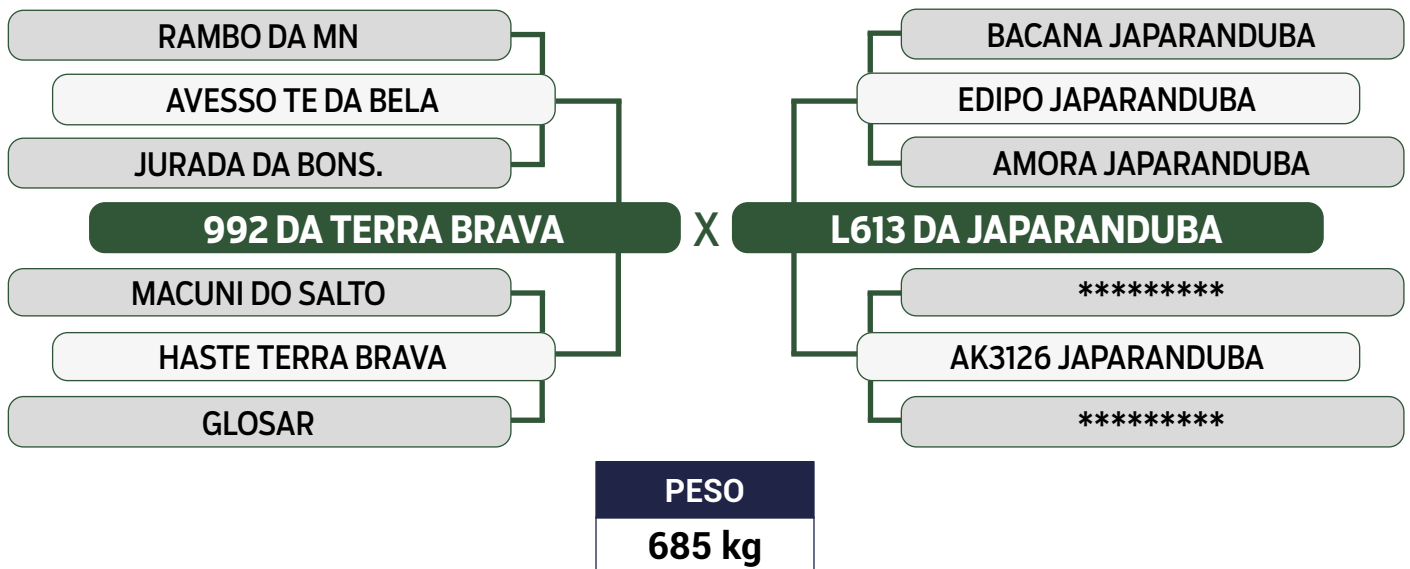 RAMBO DA MN
AVESSO TE DA BELA
JURADA DA BONS.
992 DA TERRA BRAVA
MACUNI DO SALTO
HASTE TERRA BRAVA
GLOSAR
X
BACANA JAPARANDUBA
EDIPO JAPARANDUBA
AMORA JAPARANDUBA
L613 DA JAPARANDUBA
*********
AK3126 JAPARANDUBA
*********
PESO
685 kg